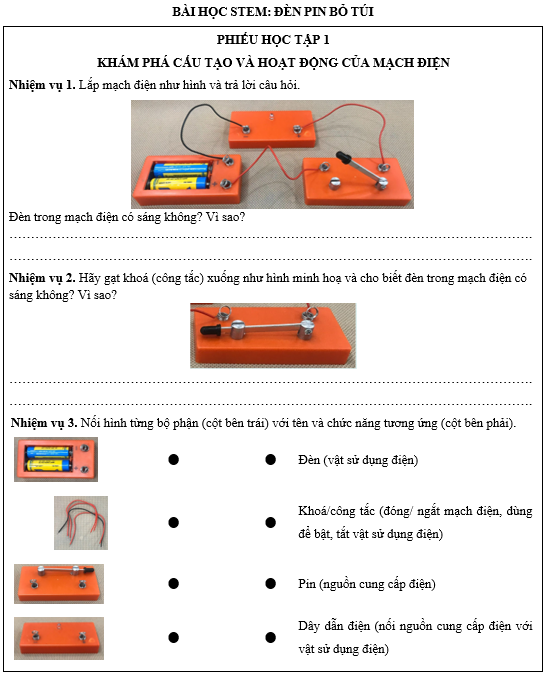 BÀI HỌC STEM: ĐÈN PIN BỎ TÚI
PHIẾU HỌC TẬP 1
KHÁM PHÁ CẤU TẠO VÀ HOẠT ĐỘNG CỦA MẠCH ĐIỆN
Nhiệm vụ 1. Lắp mạch điện như hình và trả lời câu hỏi.
Đèn trong mạch điện có sáng không? Vì sao?
Nhiệm vụ 2. Hãy gạt khoá (công tắc) xuống như hình minh hoạ và cho biết đèn trong mạch điện có
sáng không? Vì sao?
Nhiệm vụ 3. Nối hình từng bộ phận (cột bên trái) với tên và chức năng tương ứng (cột bên phải).
Đèn (vật sử dụng điện)
Khoá/công tắc (đóng/ ngắt mạch điện, dùng
để bật, tắt vật sử dụng điện)
Pin (nguồn cung cấp điện)
Dây dẫn điện (nối nguồn cung cấp điện với
vật sử dụng điện)